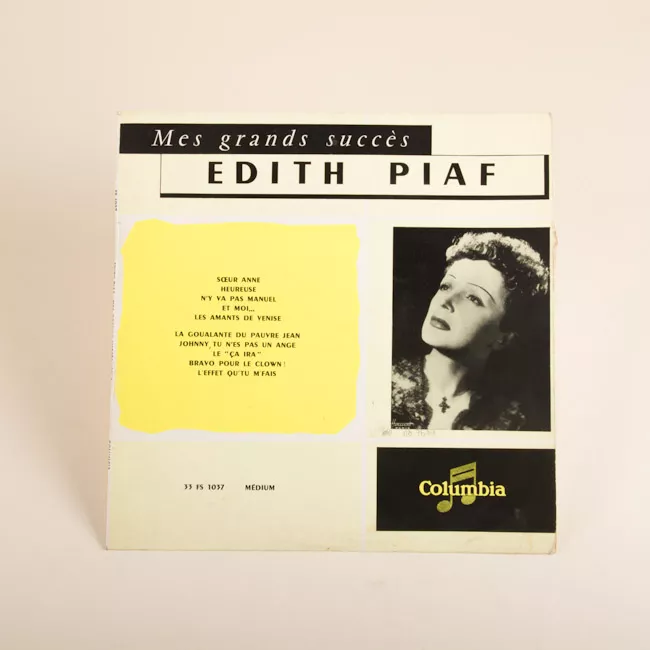 Mes grands succès
EDITH PIAF
SŒUR ANNE
HEUREUSE
N'Y VA PAS MANUEL
ET MOI...
LES AMANTS DE VENISE
LA GOUALANTE DU PAUVRE JEAN
JOHNNY, TU N'ES PAS UN ANGE
LE "ÇA IRA"
BRAVO POUR LE CLOWN!
L'EFFET QU'TU M'FAIS
33 FS 1037 MÉDIUM
Columbia